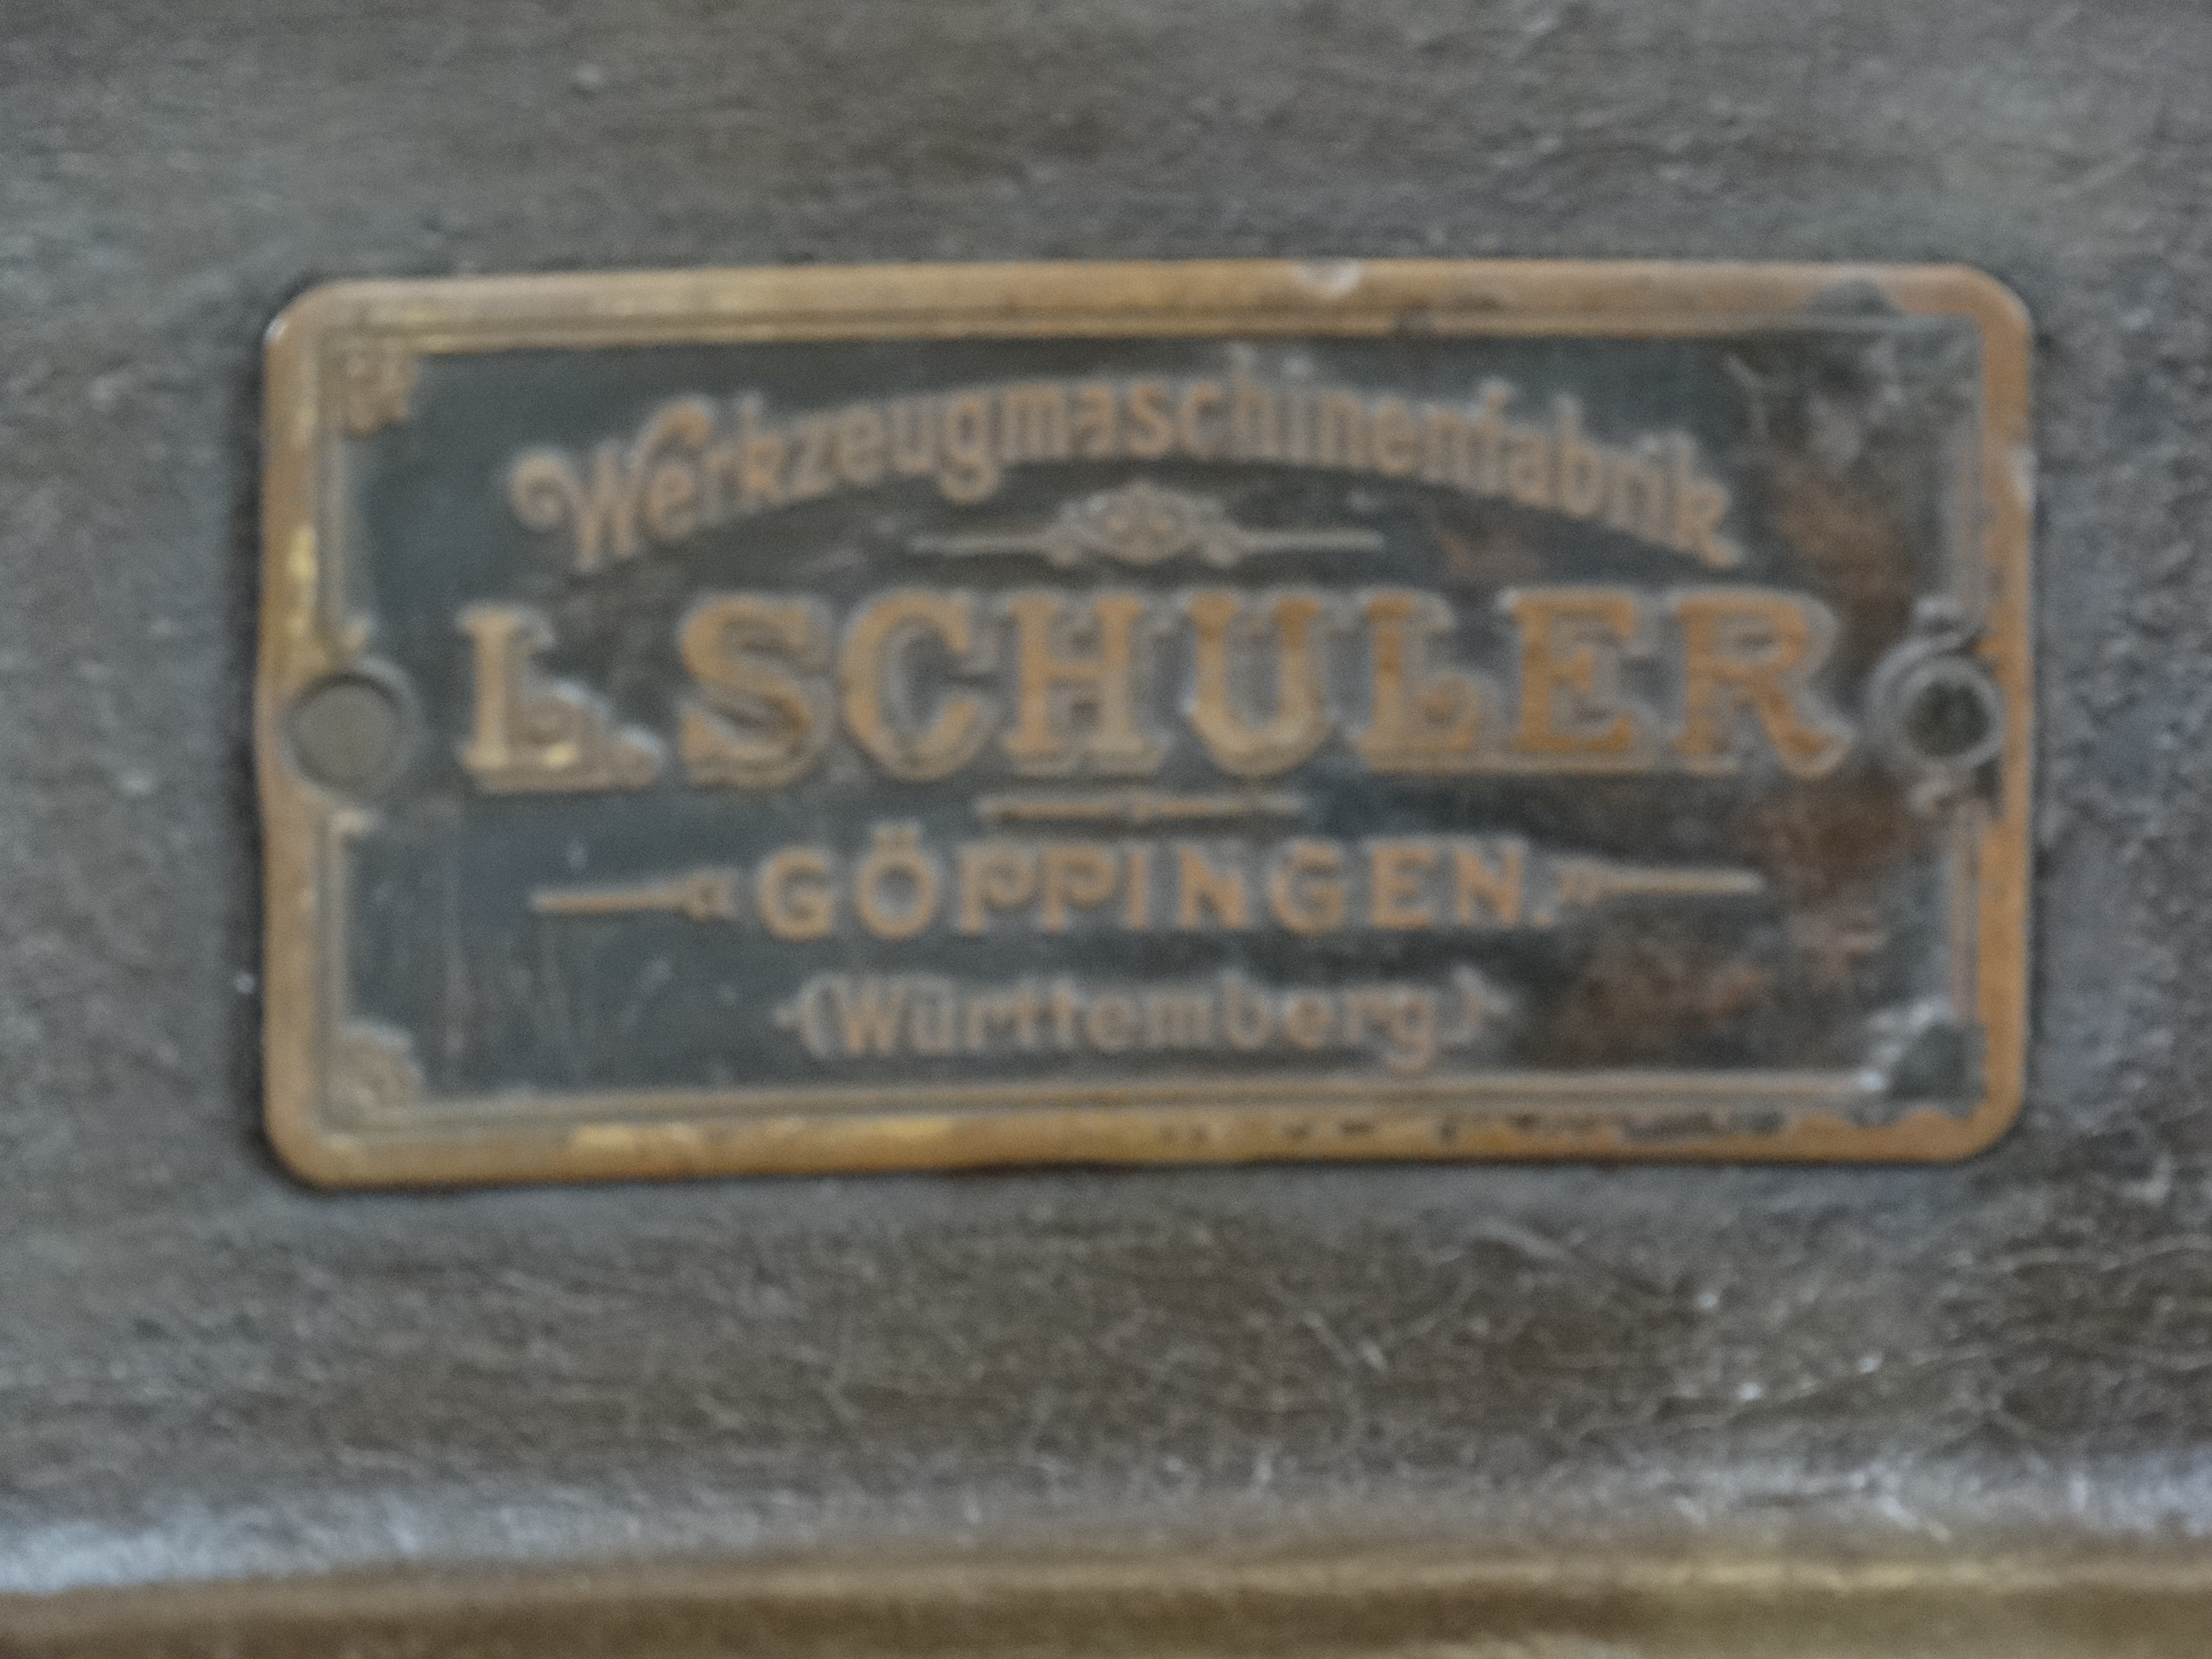 Werkzeugmaschinenfabrik
L. SCHULER
GÖPPINGEN.
(Württemberg)